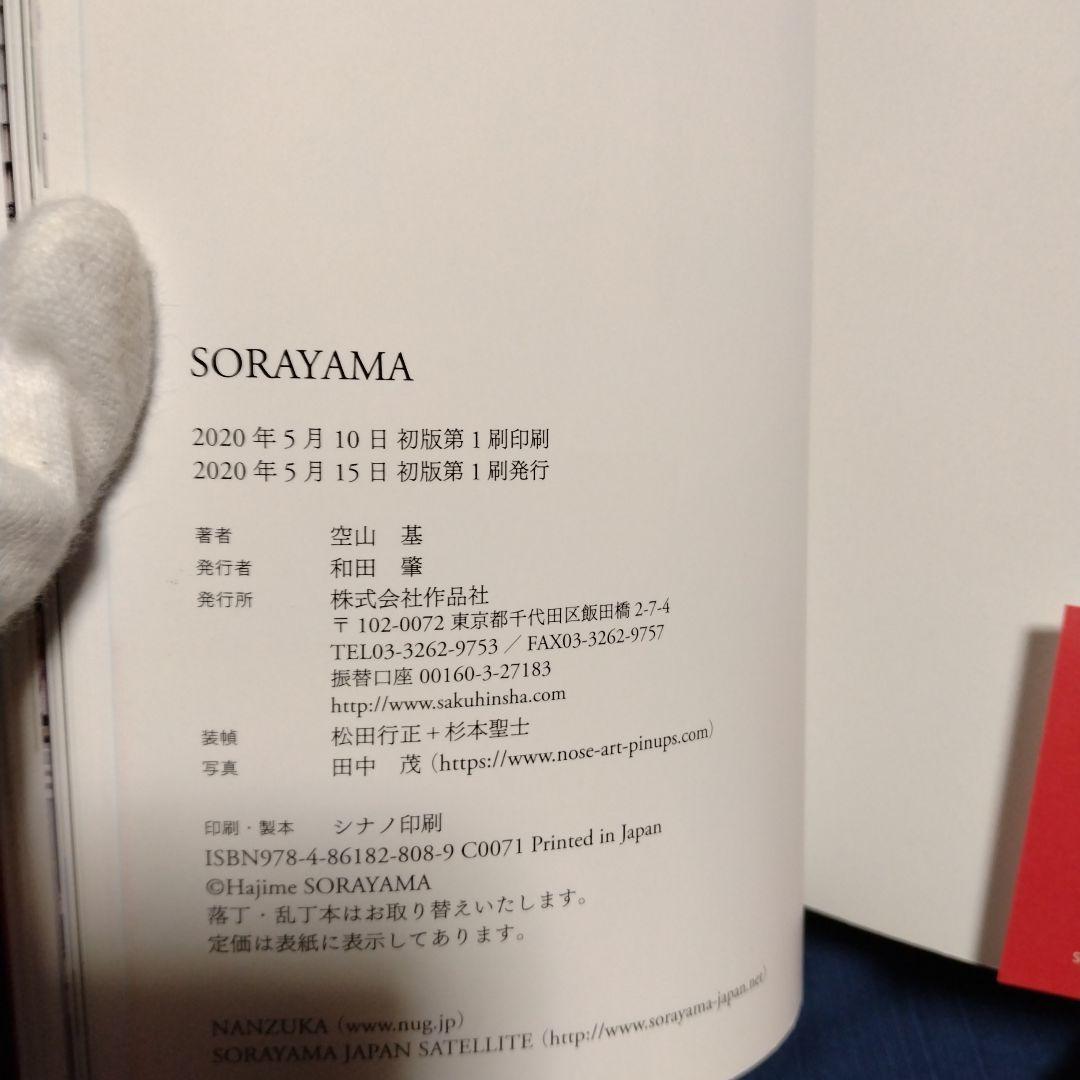 SORAYAMA
2020年5月10日 初版第1刷印刷
2020年5月15日 初版第1刷発行
著者 空山 基
発行者 和田 肇
発行所 株式会社作品社
〒102-0072 東京都千代田区飯田橋 2-7-4
TEL03-3262-9753 ／ FAX03-3262-9757
振替口座 00160-3-27183
http://www.sakuhinsha.com
装幀 松田行正+杉本聖士
写真 田中 茂（https://www.nose-art-pinups.com）
印刷・製本 シナノ印刷
ISBN978-4-86182-808-9 C0071 Printed in Japan
©Hajime SORAYAMA
落丁・乱丁本はお取り替えいたします。
定価は表紙に表示してあります。
NANZUKA（www.nug.jp）
SORAYAMA JAPAN SATELLITE（http://www.sorayama-japan.net）